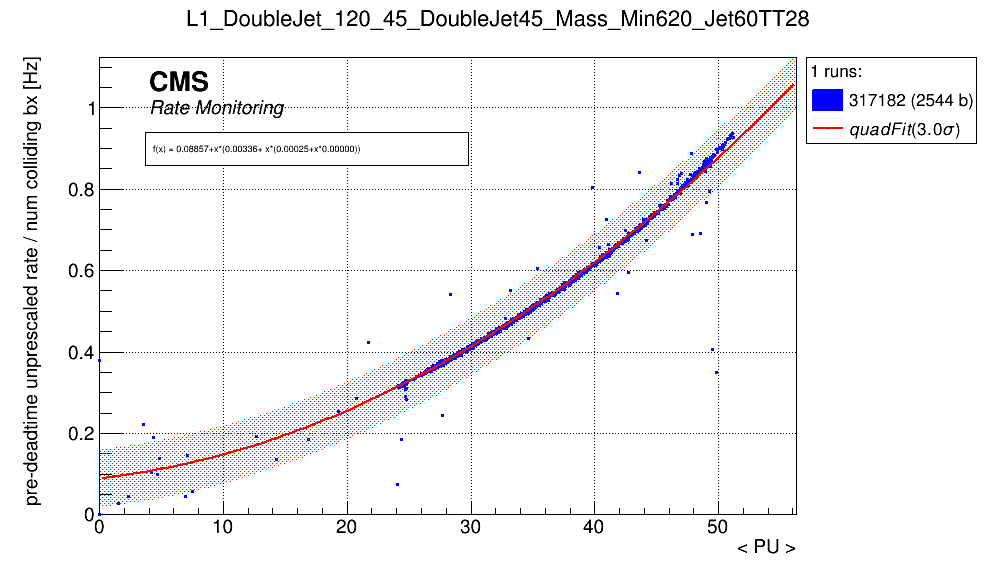 L1_DoubleJet_120_45_DoubleJet45_Mass_Min620_Jet60TT28
pre-deadtime unprescaled rate / num colliding bx [Hz]
CMS
Rate Monitoring
f(x) = 0.08857+x*(0.00336+ x*(0.00025+x*0.00000))
1 runs:
317182 (2544 b)
quadFit(3.0σ)
1
0.8
0.6
0.4
0.2
0
0 10 20 30 40 50
< PU >